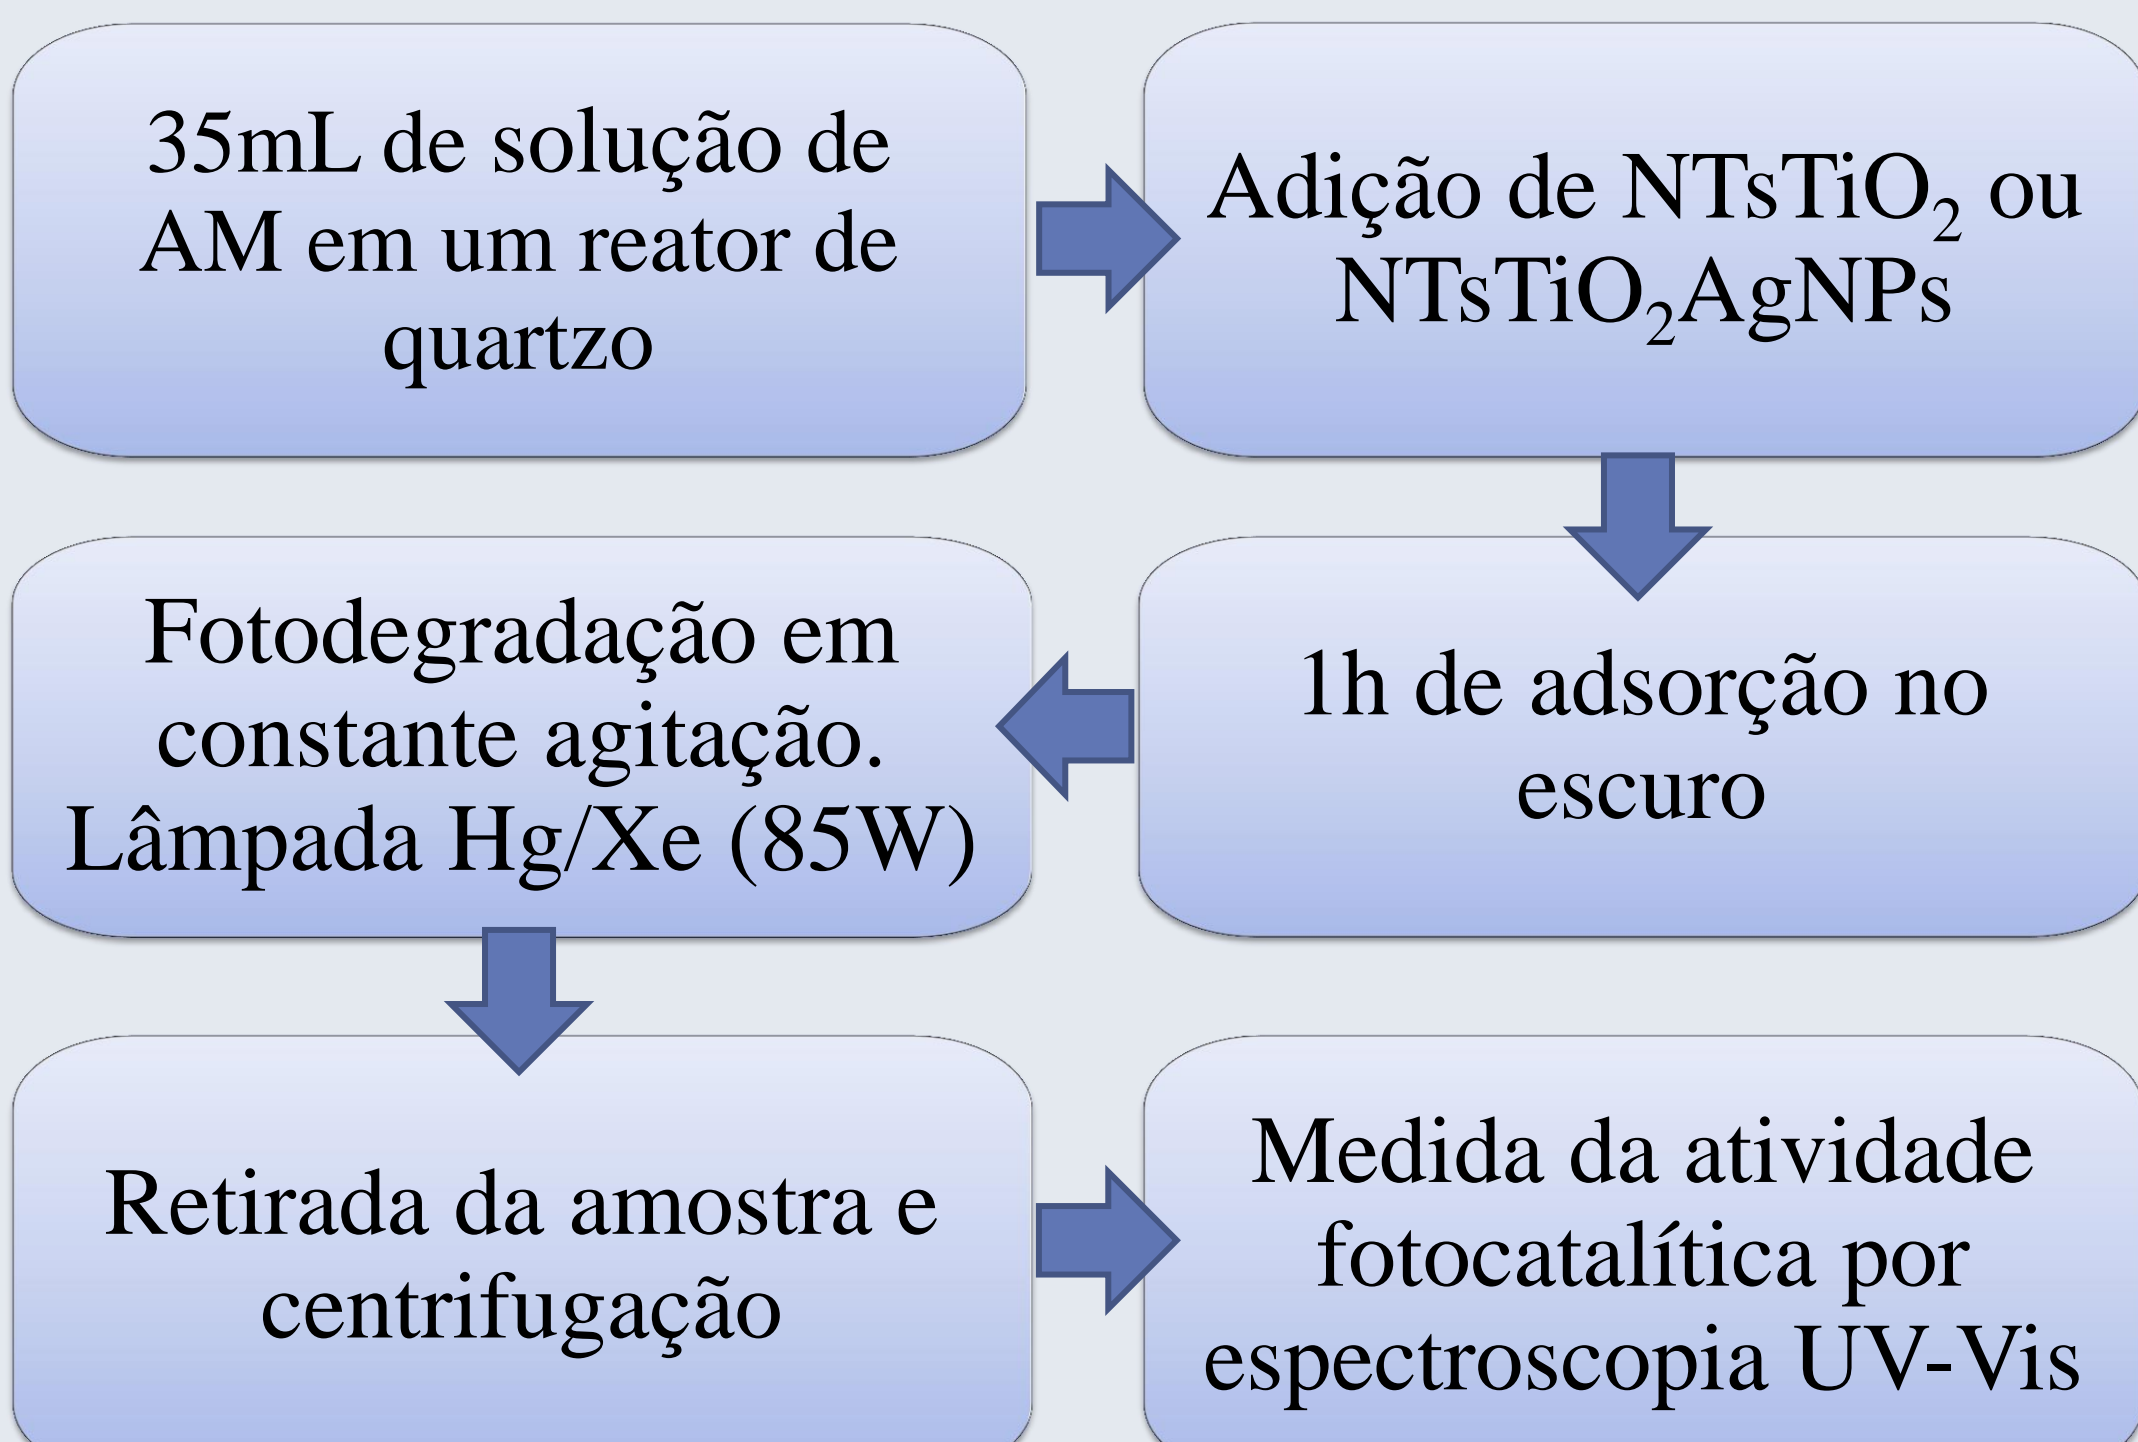 35mL de solução de
AM em um reator de
quartzo
Adição de NTsTiO₂ ou
NTsTiO₂AgNPs
1h de adsorção no
escuro
Fotodegradação em
constante agitação.
Lâmpada Hg/Xe (85W)
Retirada da amostra e
centrifugação
Medida da atividade
fotocatalítica por
espectroscopia UV-Vis